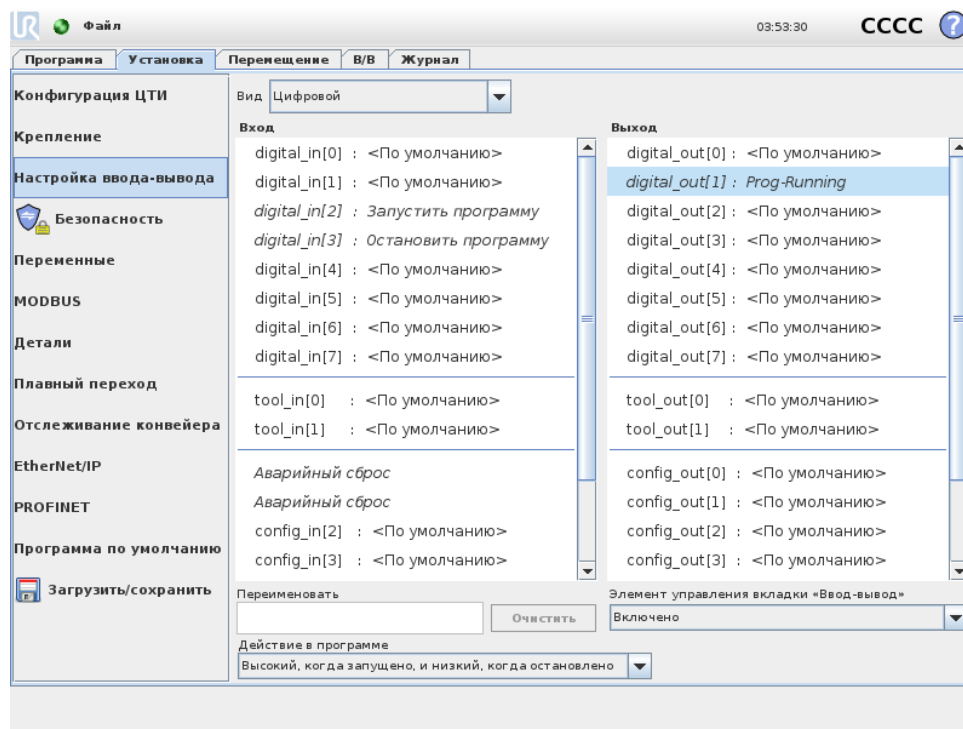 UR Файл 03:53:30 CCCC ?
Программа Установка Перемещение В/В Журнал
Конфигурация ЦТИ
Крепление
Настройка ввода-вывода
Безопасность
Переменные
MODBUS
Детали
Плавный переход
Отслеживание конвейера
EtherNet/IP
PROFINET
Программа по умолчанию
Загрузить/сохранить
Вид Цифровой
Вход
digital_in[0] : <По умолчанию>
digital_in[1] : <По умолчанию>
digital_in[2] : Запустить программу
digital_in[3] : Остановить программу
digital_in[4] : <По умолчанию>
digital_in[5] : <По умолчанию>
digital_in[6] : <По умолчанию>
digital_in[7] : <По умолчанию>
tool_in[0] : <По умолчанию>
tool_in[1] : <По умолчанию>
Аварийный сброс
Аварийный сброс
config_in[2] : <По умолчанию>
config_in[3] : <По умолчанию>
Выход
digital_out[0] : <По умолчанию>
digital_out[1] : Prog-Running
digital_out[2] : <По умолчанию>
digital_out[3] : <По умолчанию>
digital_out[4] : <По умолчанию>
digital_out[5] : <По умолчанию>
digital_out[6] : <По умолчанию>
digital_out[7] : <По умолчанию>
tool_out[0] : <По умолчанию>
tool_out[1] : <По умолчанию>
config_out[0] : <По умолчанию>
config_out[1] : <По умолчанию>
config_out[2] : <По умолчанию>
config_out[3] : <По умолчанию>
Переименовать
Очистить
Элемент управления вкладки «Ввод-вывод»
Включено
Действие в программе
Высокий, когда запущено, и низкий, когда остановлено